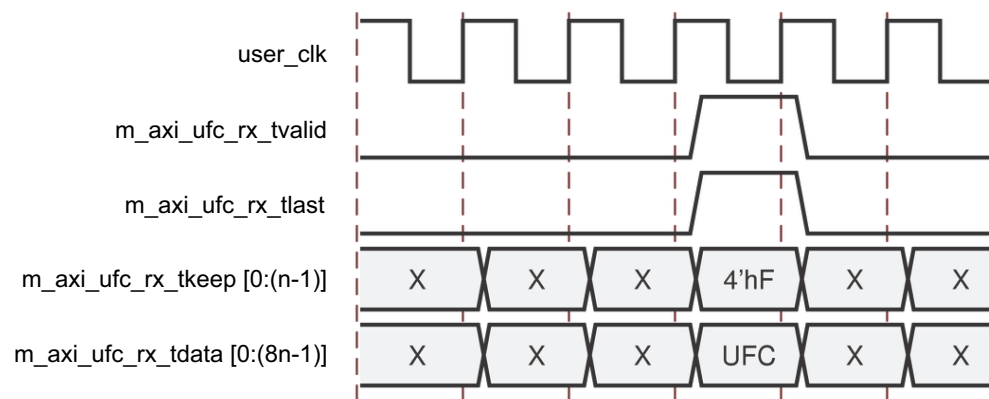 user_clk
m_axi_ufc_rx_tvalid
m_axi_ufc_rx_tlast
m_axi_ufc_rx_tkeep [0:(n-1)] X X X 4'hF X X
m_axi_ufc_rx_tdata [0:(8n-1)] X X X UFC X X